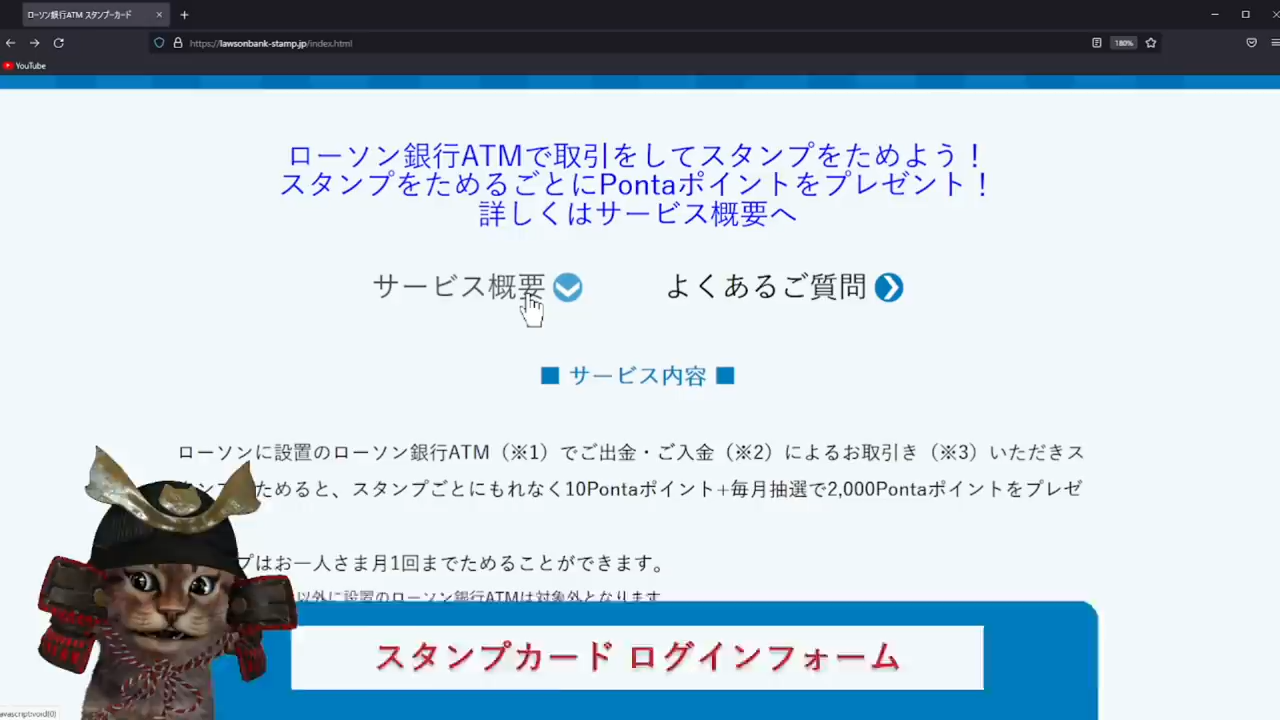 ローソン銀行ATM スタンプカード
https://lawsonbank-stamp.jp/index.html
180%
YouTube
ローソン銀行ATMで取引をしてスタンプをためよう！
スタンプをためるごとにPontaポイントをプレゼント！
詳しくはサービス概要へ
サービス概要
よくあるご質問
■ サービス内容 ■
ローソンに設置のローソン銀行ATM（※1）でご出金・ご入金（※2）によるお取引き（※3）いただきス
ためると、スタンプごとにもれなく10Pontaポイント+毎月抽選で2,000Pontaポイントをプレゼ
プはお一人さま月1回までためることができます。
以外に設置のローソン銀行ATMは対象外となります
スタンプカード ログインフォーム
avascript:void(0)